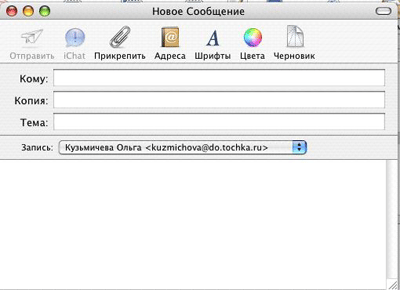 Новое Сообщение
Отправить iChat Прикрепить Адреса Шрифты Цвета Черновик
Кому:
Копия:
Тема:
Запись: Кузьмичева Ольга <kuzmichova@do.tochka.ru>